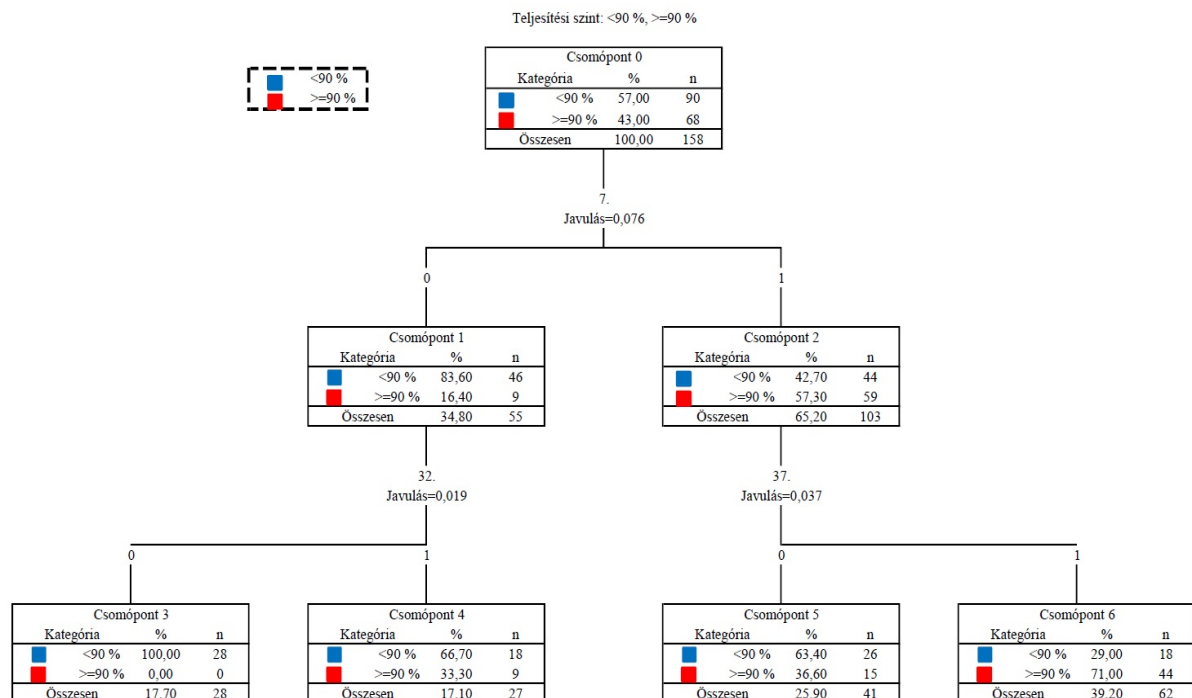 Teljesítési szint: <90 %, >=90 %
<90 %
>=90 %
Csomópont 0
Kategória % n
<90 % 57,00 90
>=90 % 43,00 68
Összesen 100,00 158
7.
Javulás=0,076
0 1
Csomópont 1
Kategória % n
<90 % 83,60 46
>=90 % 16,40 9
Összesen 34,80 55
Csomópont 2
Kategória % n
<90 % 42,70 44
>=90 % 57,30 59
Összesen 65,20 103
32.
Javulás=0,019
37.
Javulás=0,037
0 1
0 1
Csomópont 3
Kategória % n
<90 % 100,00 28
>=90 % 0,00 0
Összesen 17,70 28
Csomópont 4
Kategória % n
<90 % 66,70 18
>=90 % 33,30 9
Összesen 17,10 27
Csomópont 5
Kategória % n
<90 % 63,40 26
>=90 % 36,60 15
Összesen 25,90 41
Csomópont 6
Kategória % n
<90 % 29,00 18
>=90 % 71,00 44
Összesen 39,20 62